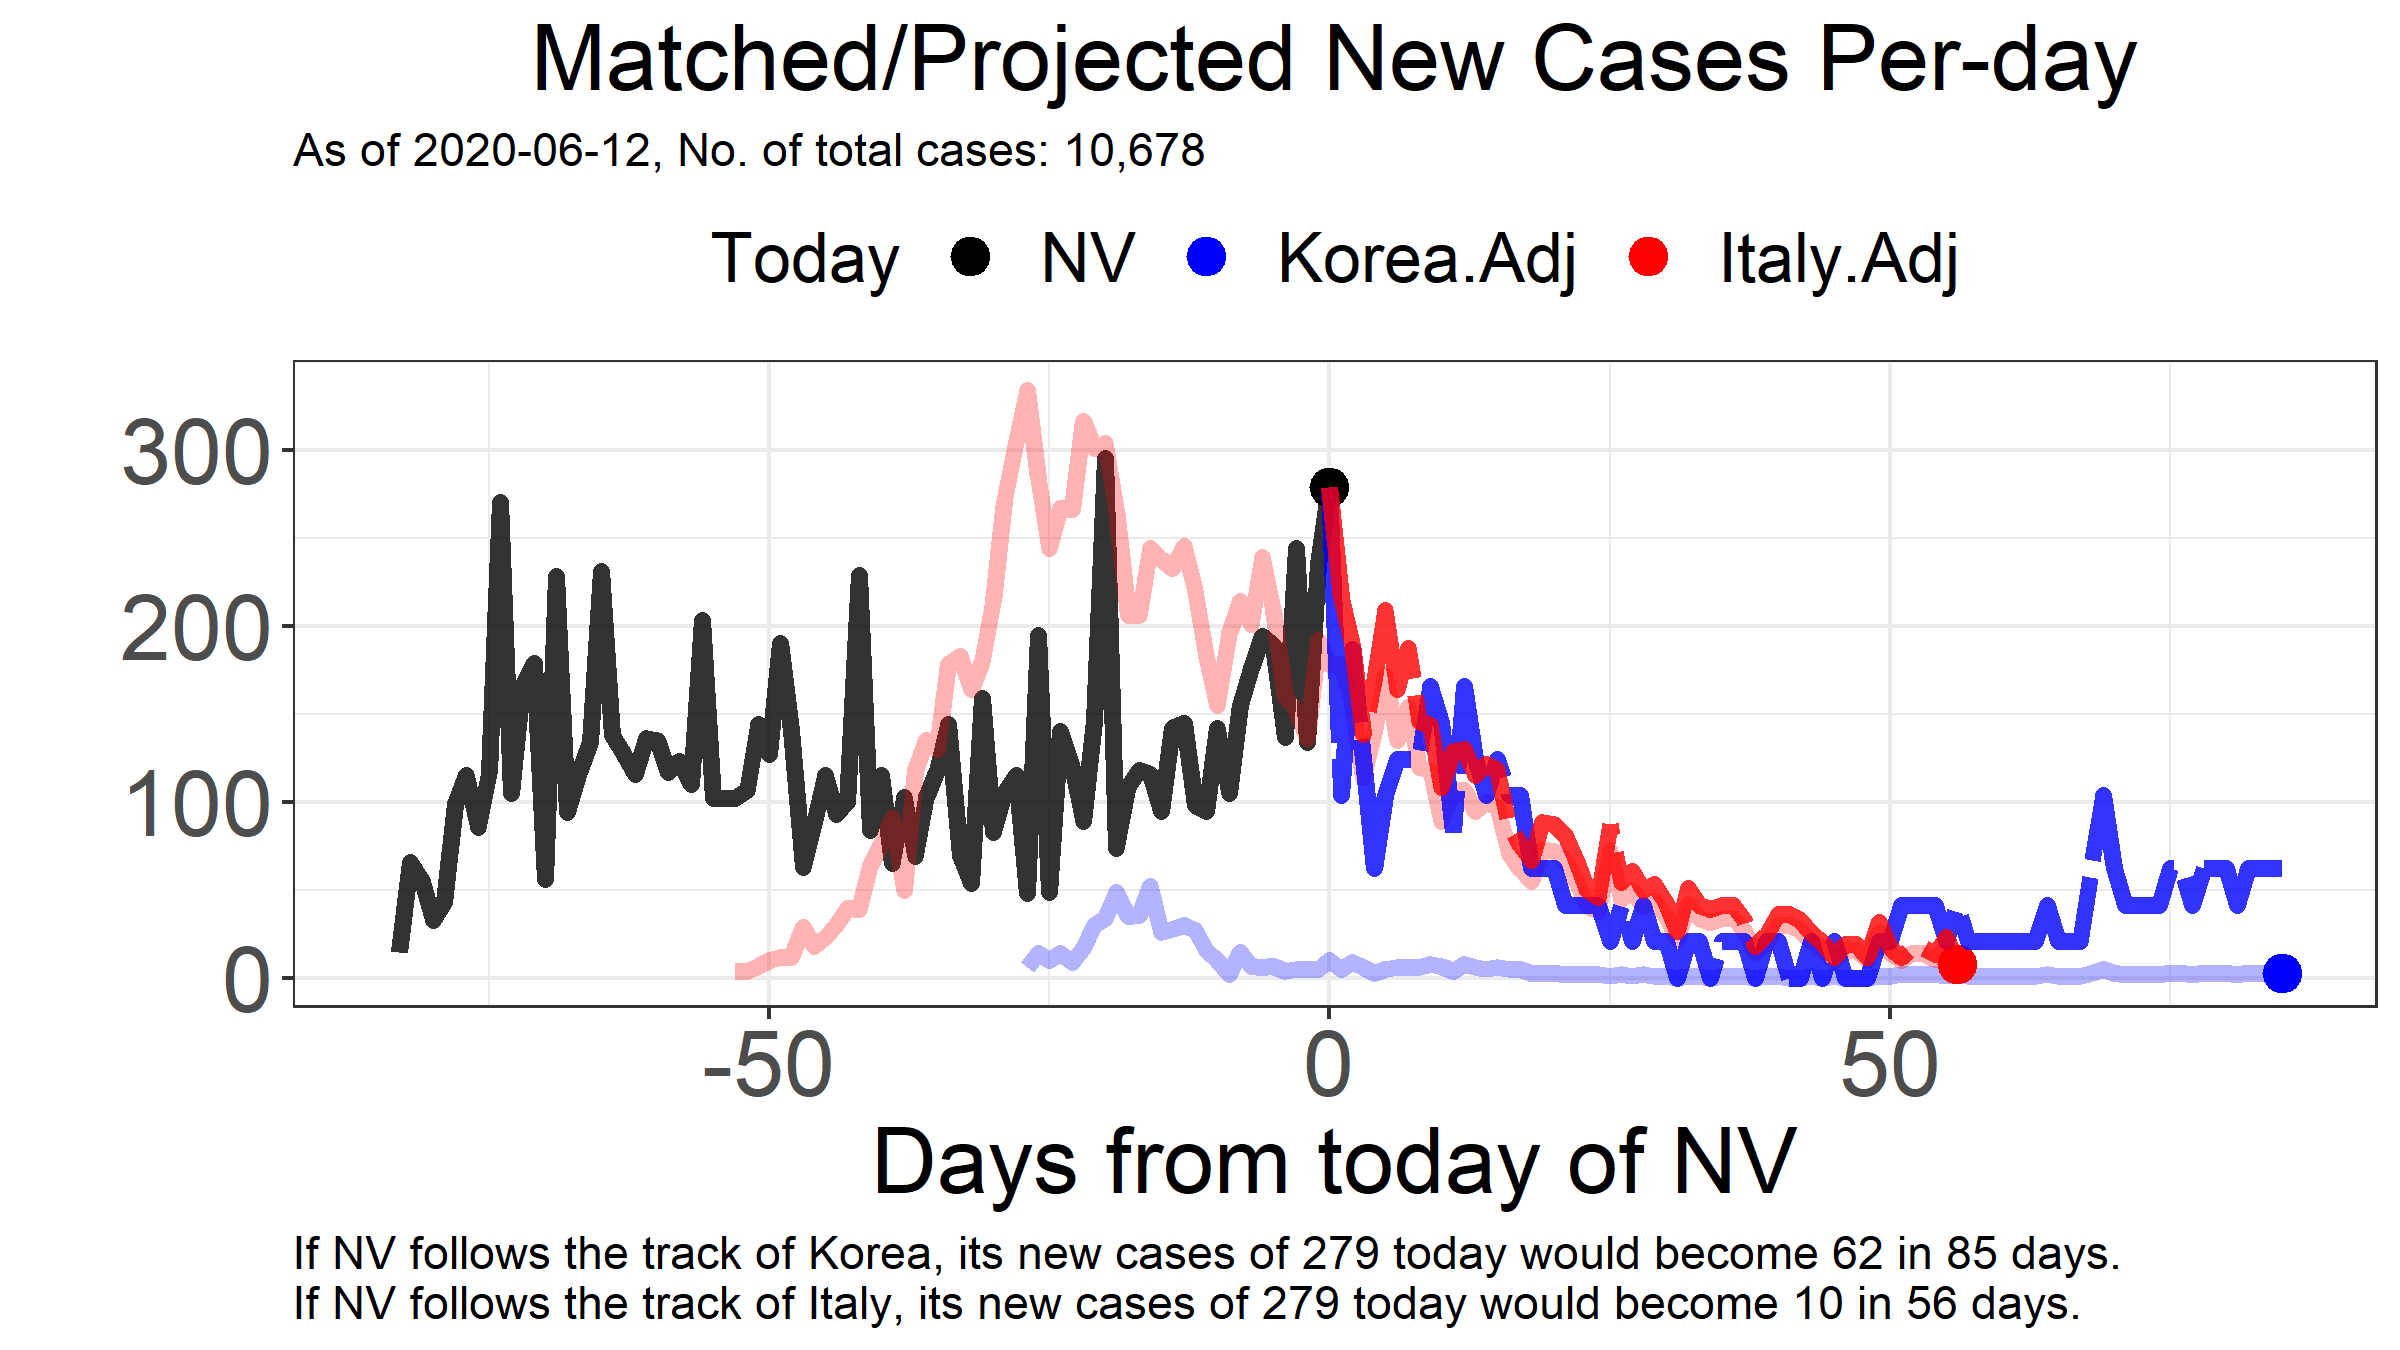 Matched/Projected New Cases Per-day
As of 2020-06-12, No. of total cases: 10,678
Today NV Korea.Adj Italy.Adj
300
200
100
0
-50 0 50
Days from today of NV
If NV follows the track of Korea, its new cases of 279 today would become 62 in 85 days.
If NV follows the track of Italy, its new cases of 279 today would become 10 in 56 days.